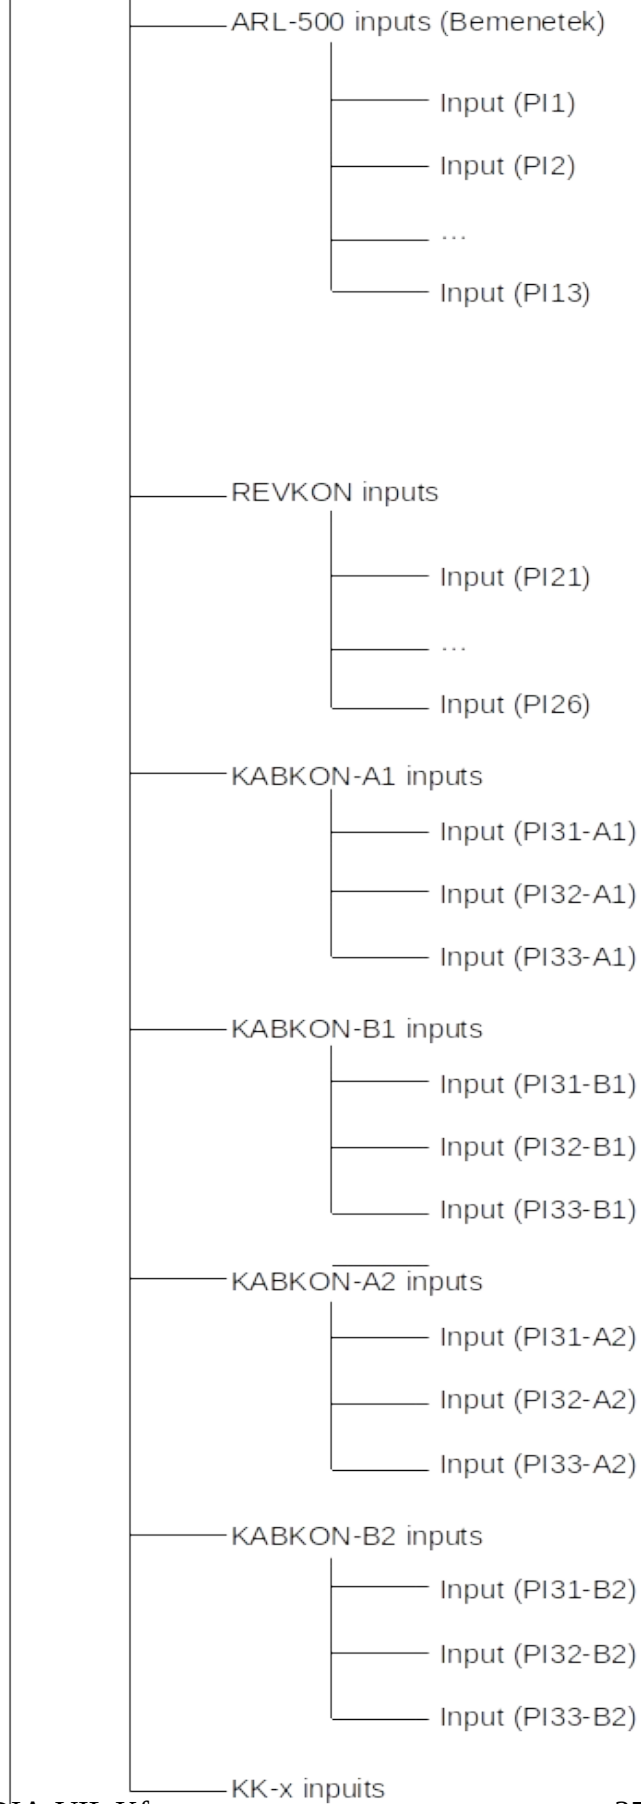 ARL-500 inputs (Bemenetek)
Input (PI1)
Input (PI2)
...
Input (PI13)
REVKON inputs
Input (PI21)
...
Input (PI26)
KABKON-A1 inputs
Input (PI31-A1)
Input (PI32-A1)
Input (PI33-A1)
KABKON-B1 inputs
Input (PI31-B1)
Input (PI32-B1)
Input (PI33-B1)
KABKON-A2 inputs
Input (PI31-A2)
Input (PI32-A2)
Input (PI33-A2)
KABKON-B2 inputs
Input (PI31-B2)
Input (PI32-B2)
Input (PI33-B2)
KK-x inpuits